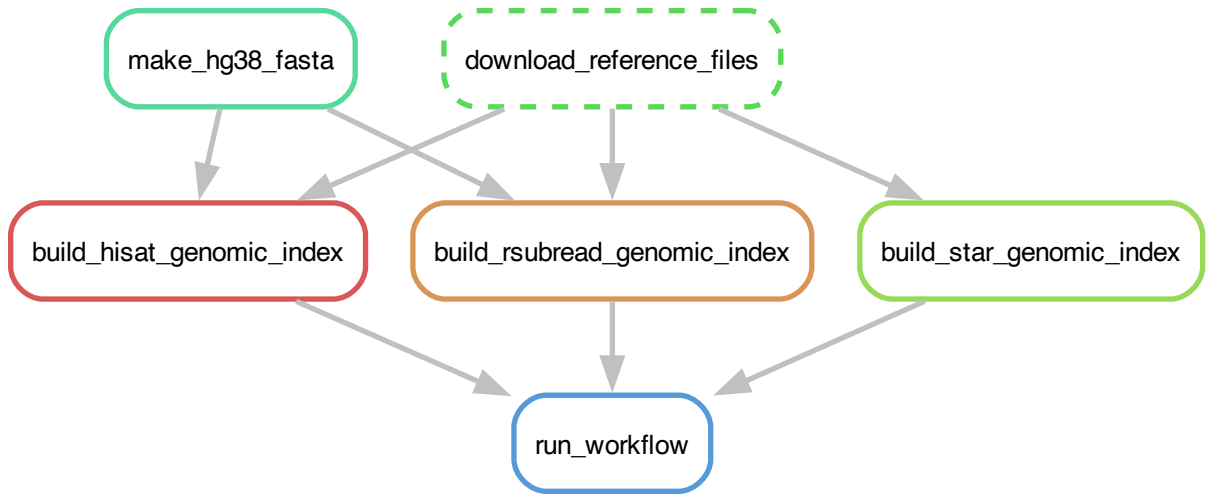 make_hg38_fasta
download_reference_files
build_hisat_genomic_index
build_rsubread_genomic_index
build_star_genomic_index
run_workflow